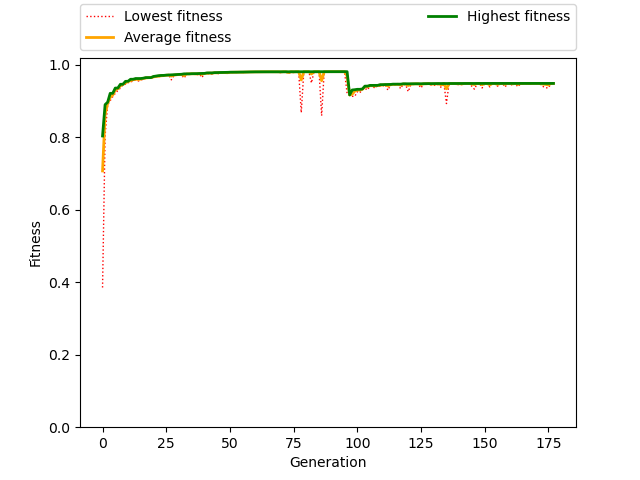 Lowest fitness
Average fitness
Highest fitness
1.0
0.8
0.6
0.4
0.2
0.0
Fitness
0 25 50 75 100 125 150 175
Generation